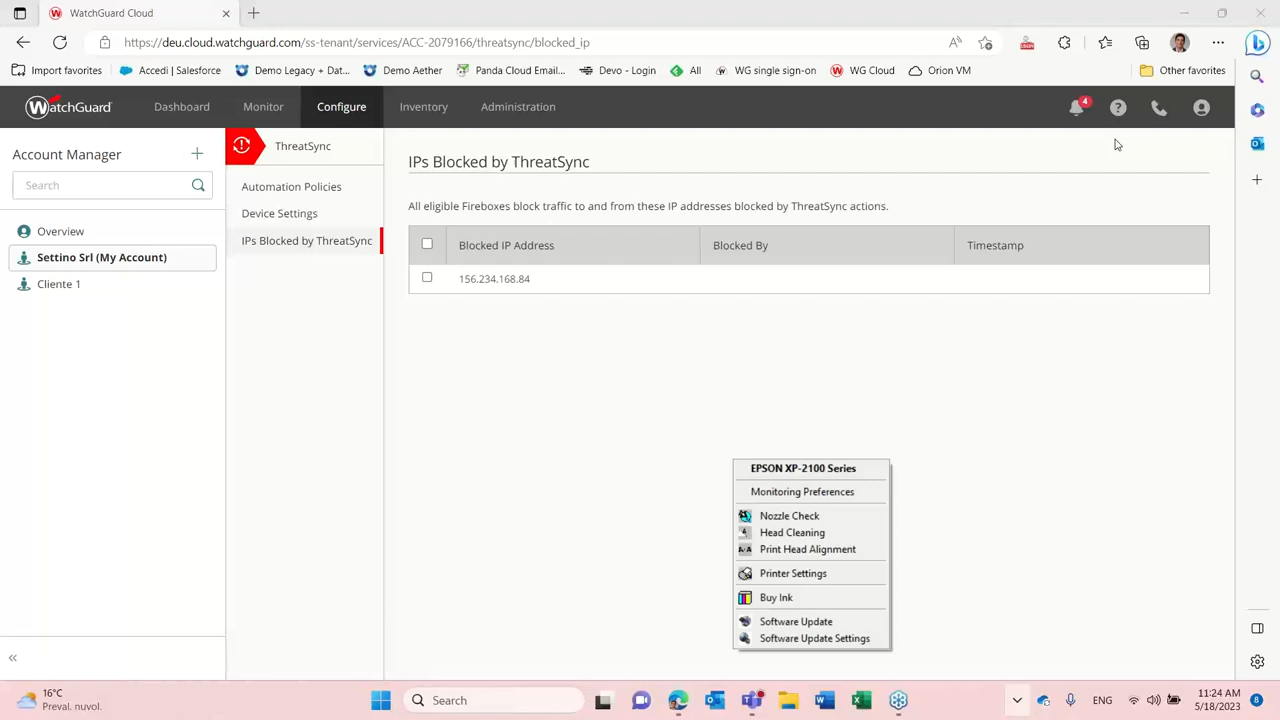 WatchGuard Cloud
https://deu.cloud.watchguard.com/ss-tenant/services/ACC-2079166/threatsync/blocked_ip
Import favorites
Accedi | Salesforce
Demo Legacy + Dat...
Demo Aether
Panda Cloud Email...
Devo - Login
All
WG single sign-on
WG Cloud
Orion VM
Other favorites
WatchGuard
Dashboard
Monitor
Configure
Inventory
Administration
4
Account Manager
Search
Overview
Settino Srl (My Account)
Cliente 1
ThreatSync
Automation Policies
Device Settings
IPs Blocked by ThreatSync
IPs Blocked by ThreatSync
All eligible Fireboxes block traffic to and from these IP addresses blocked by ThreatSync actions.
Blocked IP Address
Blocked By
Timestamp
156.234.168.84
EPSON XP-2100 Series
Monitoring Preferences
Nozzle Check
Head Cleaning
Print Head Alignment
Printer Settings
Buy Ink
Software Update
Software Update Settings
16°C
Preval. nuvol.
Search
ENG
11:24 AM
5/18/2023
8